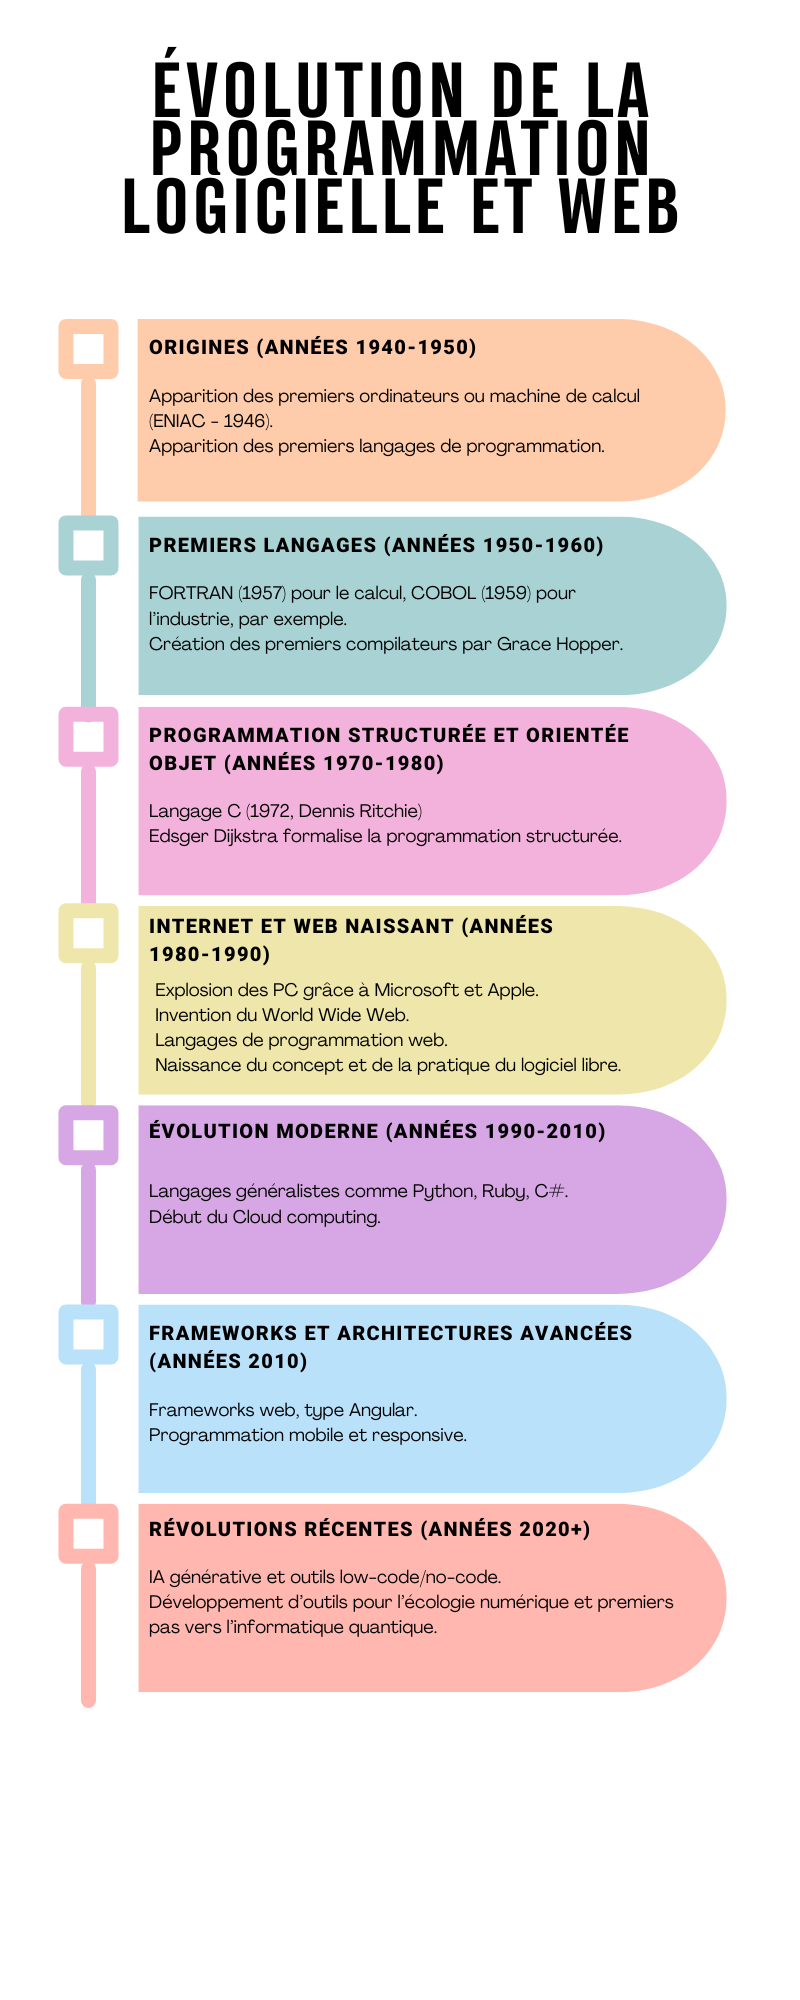 ÉVOLUTION DE LA
PROGRAMMATION
LOGICIELLE ET WEB
ORIGINES (ANNÉES 1940-1950)
Apparition des premiers ordinateurs ou machine de calcul
(ENIAC - 1946).
Apparition des premiers langages de programmation.
PREMIERS LANGAGES (ANNÉES 1950-1960)
FORTRAN (1957) pour le calcul, COBOL (1959) pour
l'industrie, par exemple.
Création des premiers compilateurs par Grace Hopper.
PROGRAMMATION STRUCTURÉE ET ORIENTÉE
OBJET (ANNÉES 1970-1980)
Langage C (1972, Dennis Ritchie)
Edsger Dijkstra formalise la programmation structurée.
INTERNET ET WEB NAISSANT (ANNÉES
1980-1990)
Explosion des PC grâce à Microsoft et Apple.
Invention du World Wide Web.
Langages de programmation web.
Naissance du concept et de la pratique du logiciel libre.
ÉVOLUTION MODERNE (ANNÉES 1990-2010)
Langages généralistes comme Python, Ruby, C#.
Début du Cloud computing.
FRAMEWORKS ET ARCHITECTURES AVANCÉES
(ANNÉES 2010)
Frameworks web, type Angular.
Programmation mobile et responsive.
RÉVOLUTIONS RÉCENTES (ANNÉES 2020+)
IA générative et outils low-code/no-code.
Développement d'outils pour l'écologie numérique et premiers
pas vers l'informatique quantique.